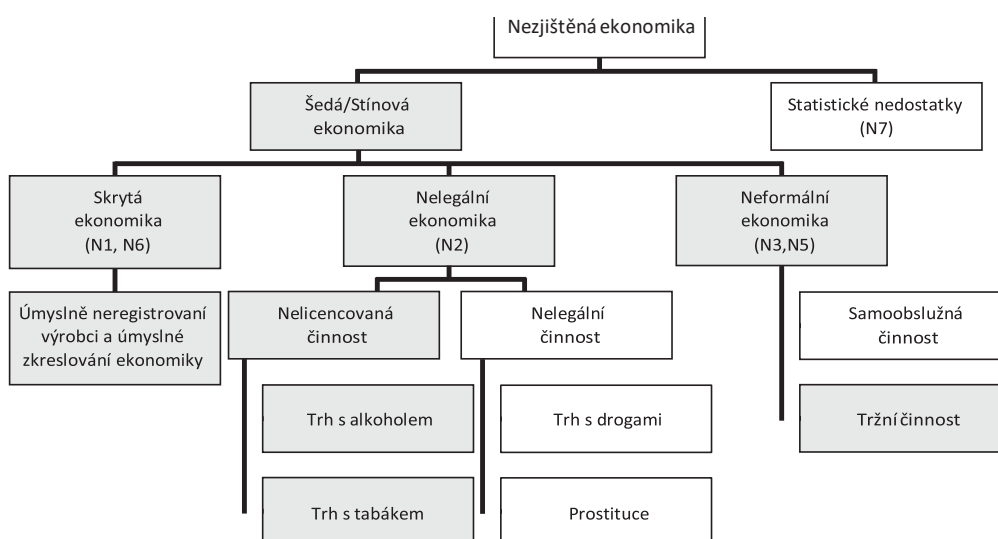 Nezjištěná ekonomika
Šedá/Stínová
ekonomika
Statistické nedostatky
(N7)
Skrytá
ekonomika
(N1, N6)
Nelegální
ekonomika
(N2)
Neformální
ekonomika
(N3,N5)
Úmyslně neregistrovaní
výrobci a úmyslné
zkreslování ekonomiky
Nelicencovaná
činnost
Nelegální
činnost
Samoobslužná
činnost
Trh s alkoholem
Trh s drogami
Tržní činnost
Trh s tabákem
Prostituce